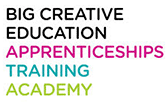 BIG CREATIVE
EDUCATION
APPRENTICESHIPS
TRAINING
ACADEMY